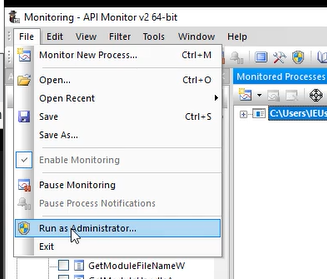 Monitoring - API Monitor v2 64-bit
File Edit View Filter Tools Window Help
Monitor New Process... Ctrl+M
Open... Ctrl+O
Open Recent
Save Ctrl+S
Save As...
Enable Monitoring
Pause Monitoring
Pause Process Notifications
Run as Administrator...
Exit
Monitored Processes
C:\Users\IEUs
GetModuleFileNameW